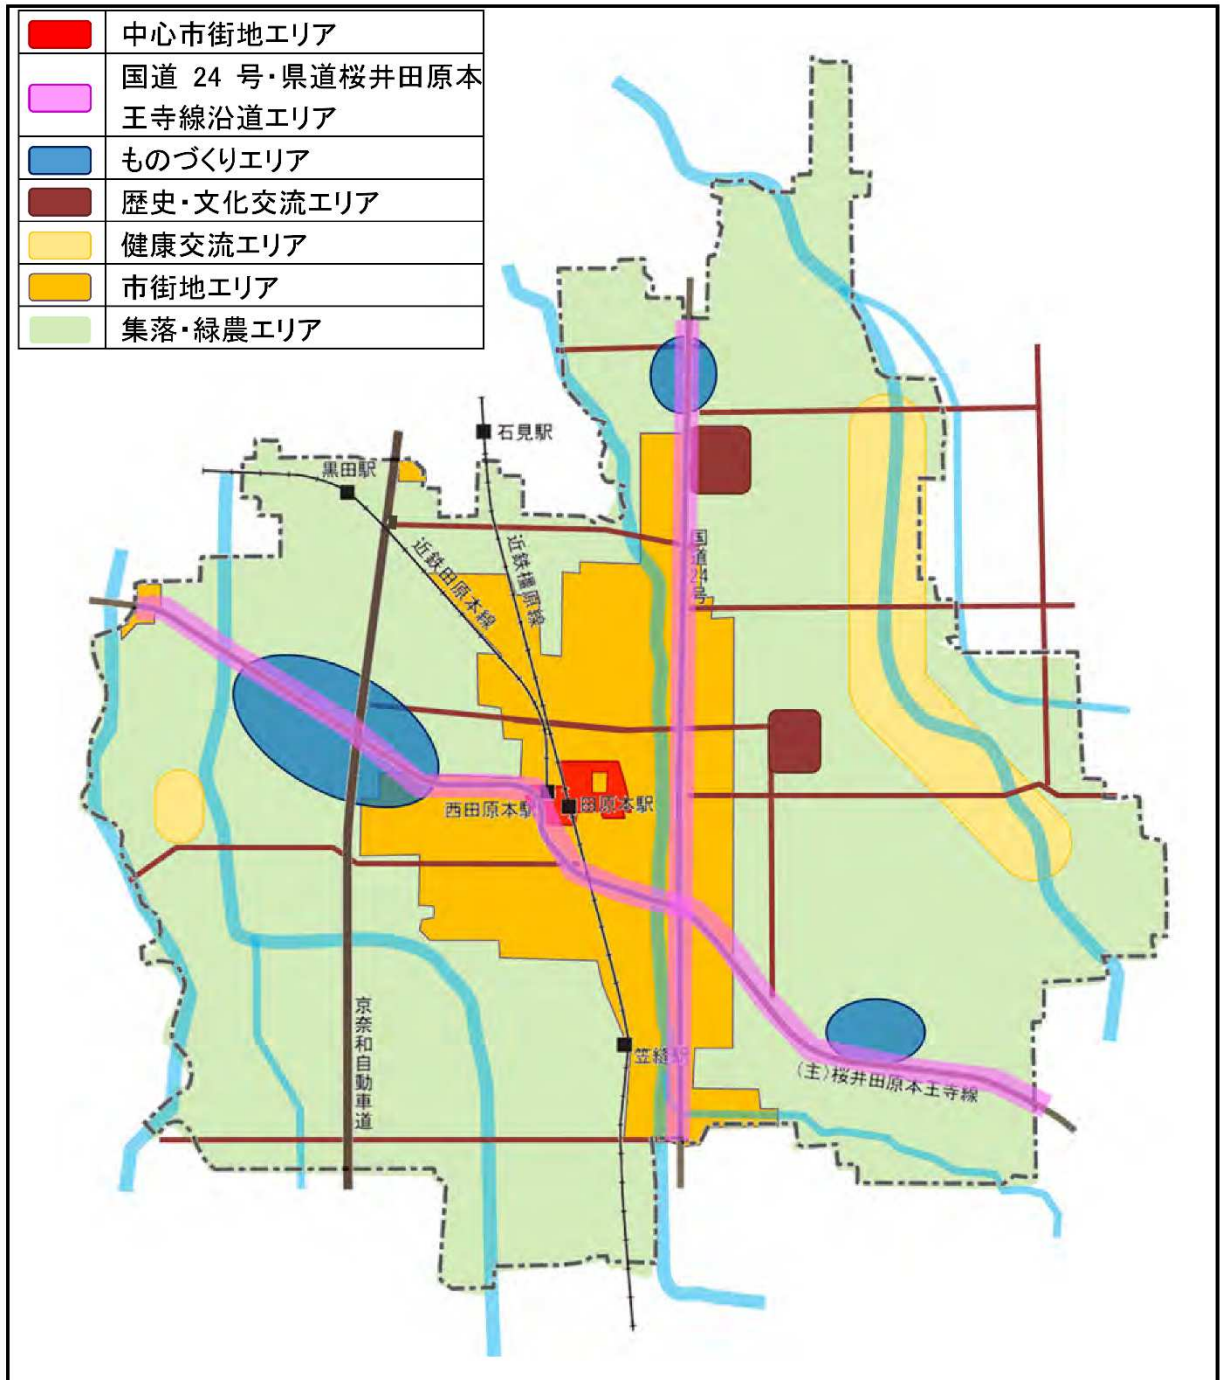 中心市街地エリア
国道 24 号・県道桜井田原本
王寺線沿道エリア
ものづくりエリア
歴史・文化交流エリア
健康交流エリア
市街地エリア
集落・緑農エリア
石見駅
黒田駅
近鉄田原本線
近鉄橿原線
国道24号
西田原本駅
田原本駅
京奈和自動車道
笠縫駅
(主)桜井田原本王寺線